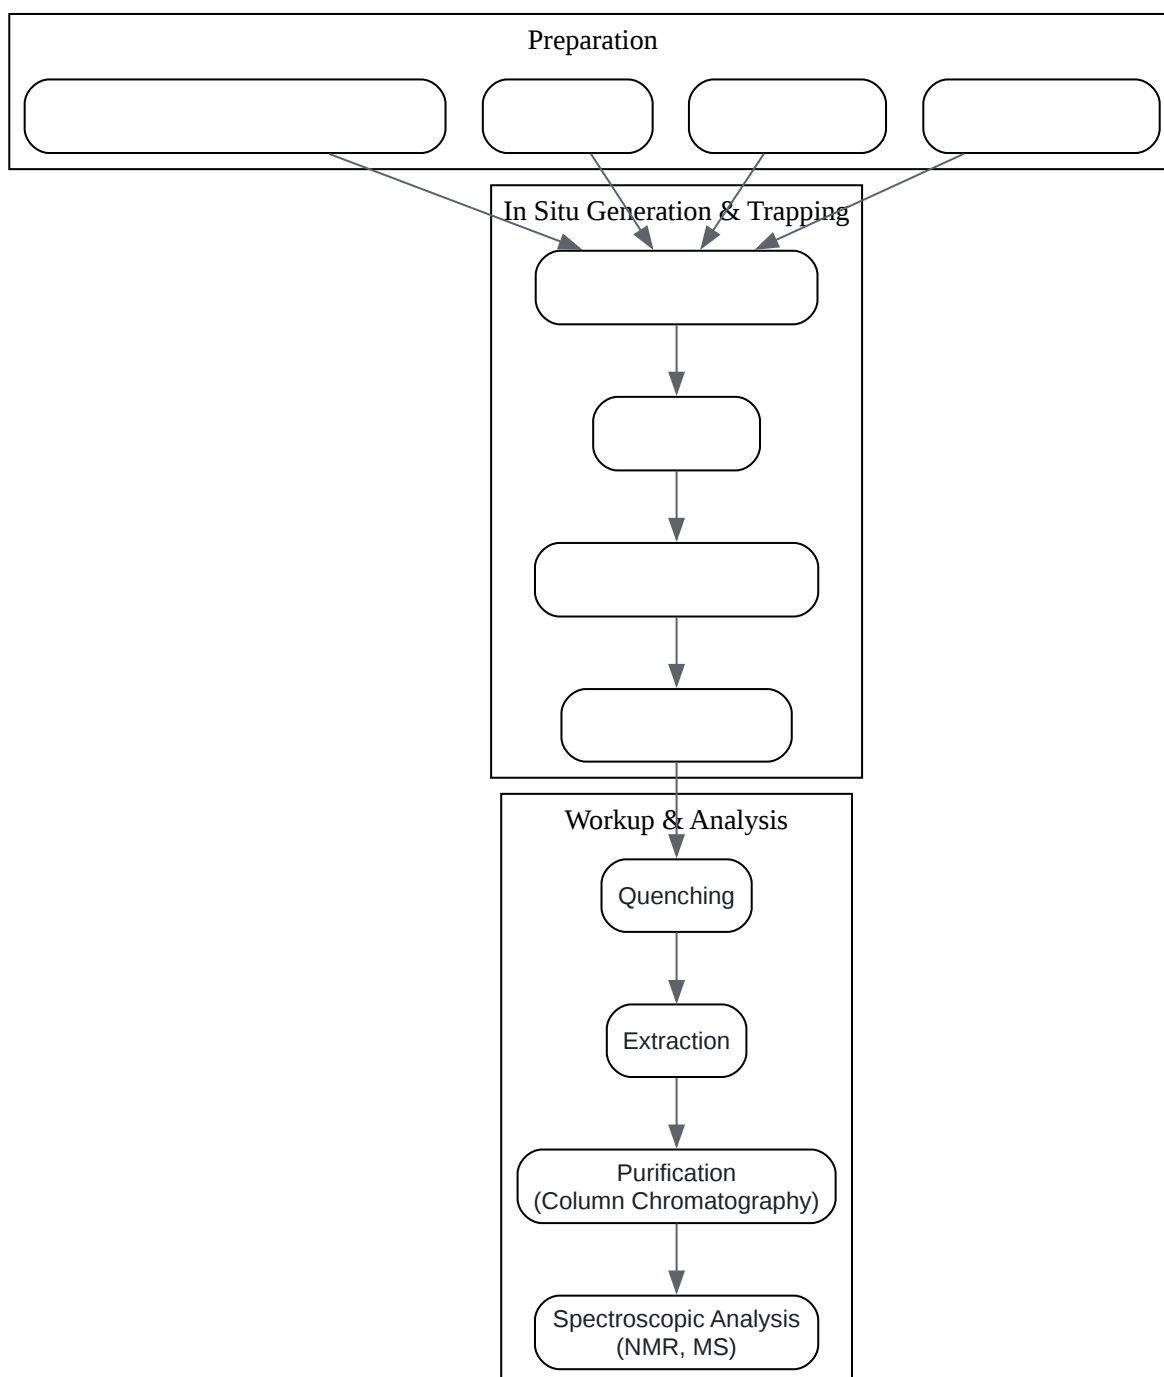 Preparation
In Situ Generation & Trapping
Workup & Analysis
Quenching
Extraction
Purification
(Column Chromatography)
Spectroscopic Analysis
(NMR, MS)